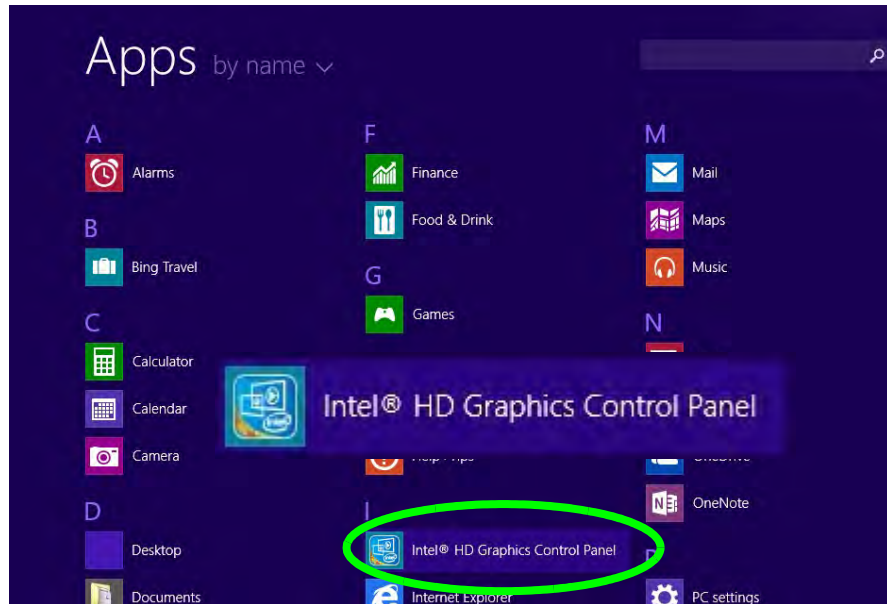 Apps by name
A
Alarms
B
Bing Travel
C
Calculator
Calendar
Camera
D
Desktop
Documents
F
Finance
Food & Drink
G
Games
Intel® HD Graphics Control Panel
I
Intel® HD Graphics Control Panel
Internet Explorer
M
Mail
Maps
Music
N
OneDrive
OneNote
P
PC settings